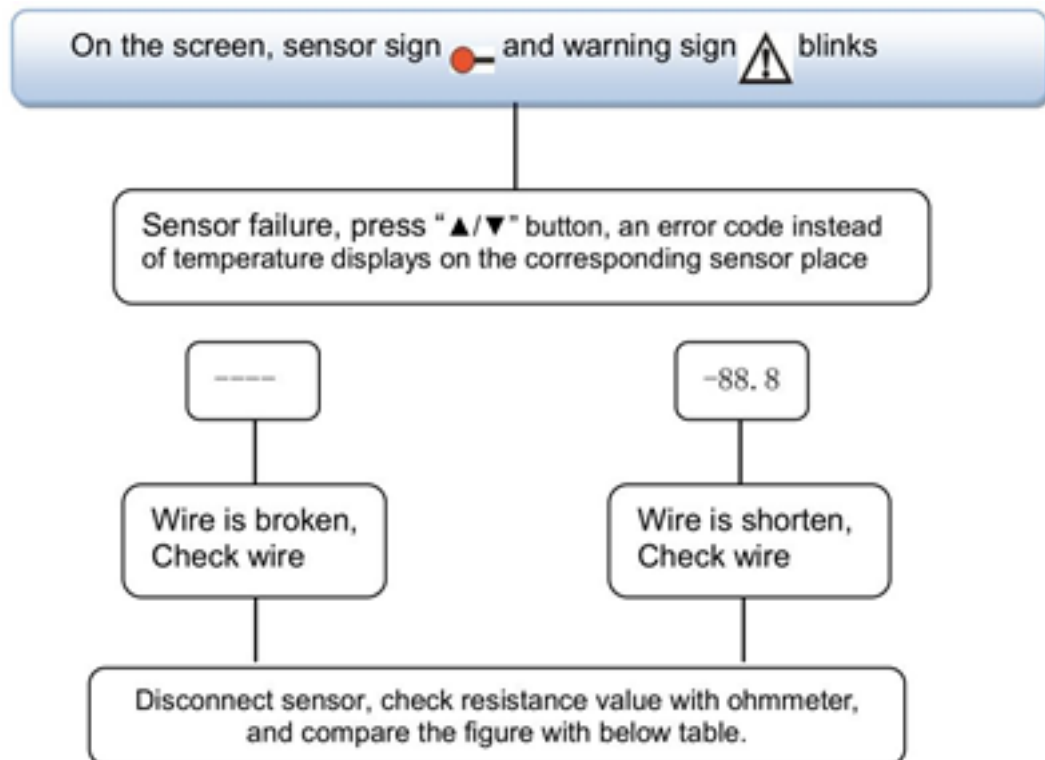 On the screen, sensor sign and warning sign blinks
Sensor failure, press “▲/▼” button, an error code instead
of temperature displays on the corresponding sensor place
----
-88.8
Wire is broken,
Check wire
Wire is shorten,
Check wire
Disconnect sensor, check resistance value with ohmmeter,
and compare the figure with below table.